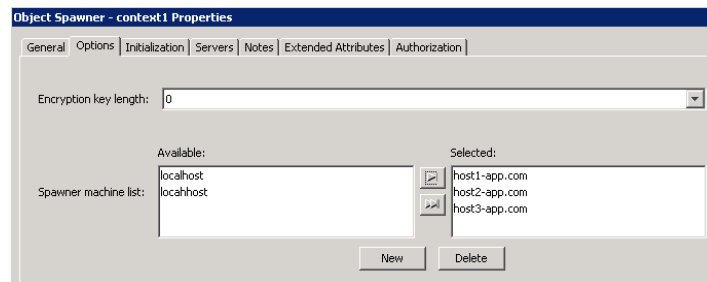 Object Spawner - context1 Properties
General Options Initialization Servers Notes Extended Attributes Authorization
Encryption key length: 0
Available: Selected:
localhost host1-app.com
Spawner machine list: locahhost host2-app.com
host3-app.com
New Delete